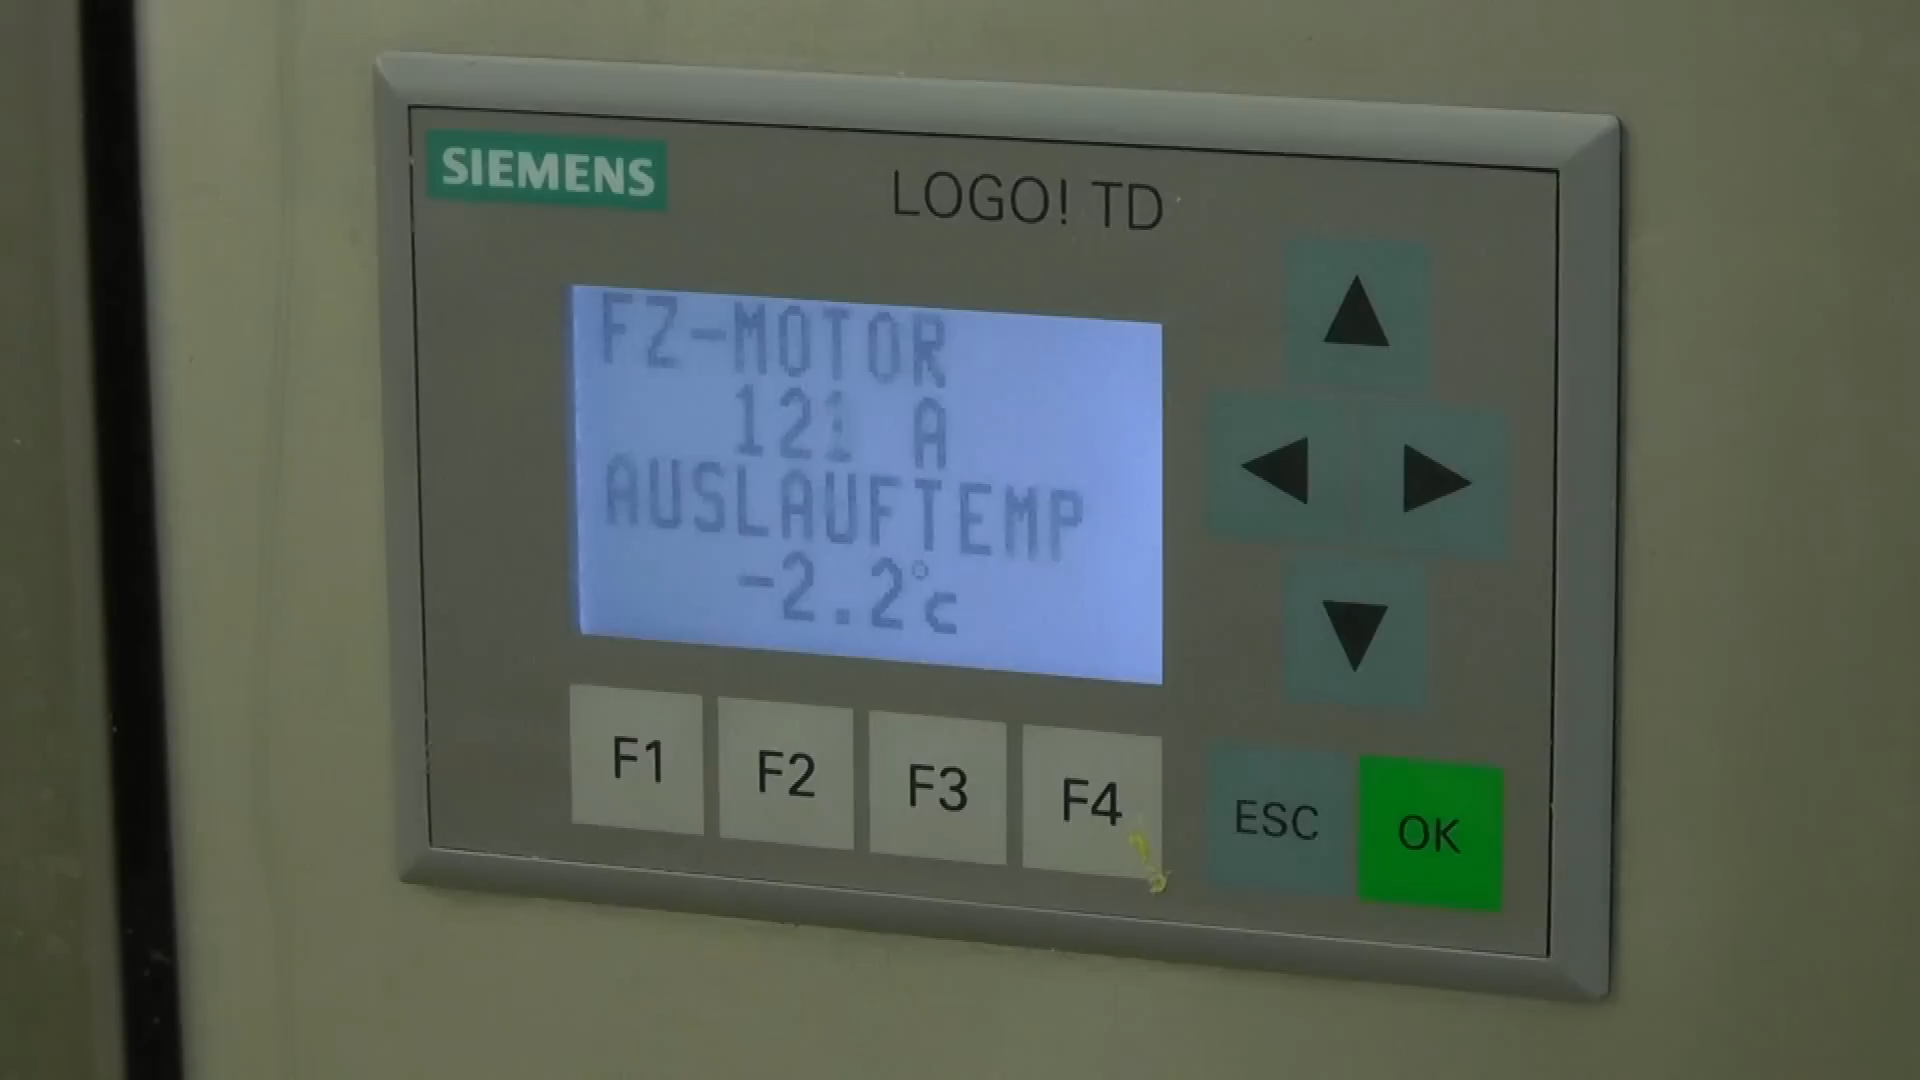 SIEMENS
LOGO! TD
FZ-MOTOR
121 A
AUSLAUFTEMP
-2.2°c
F1 F2 F3 F4
ESC OK